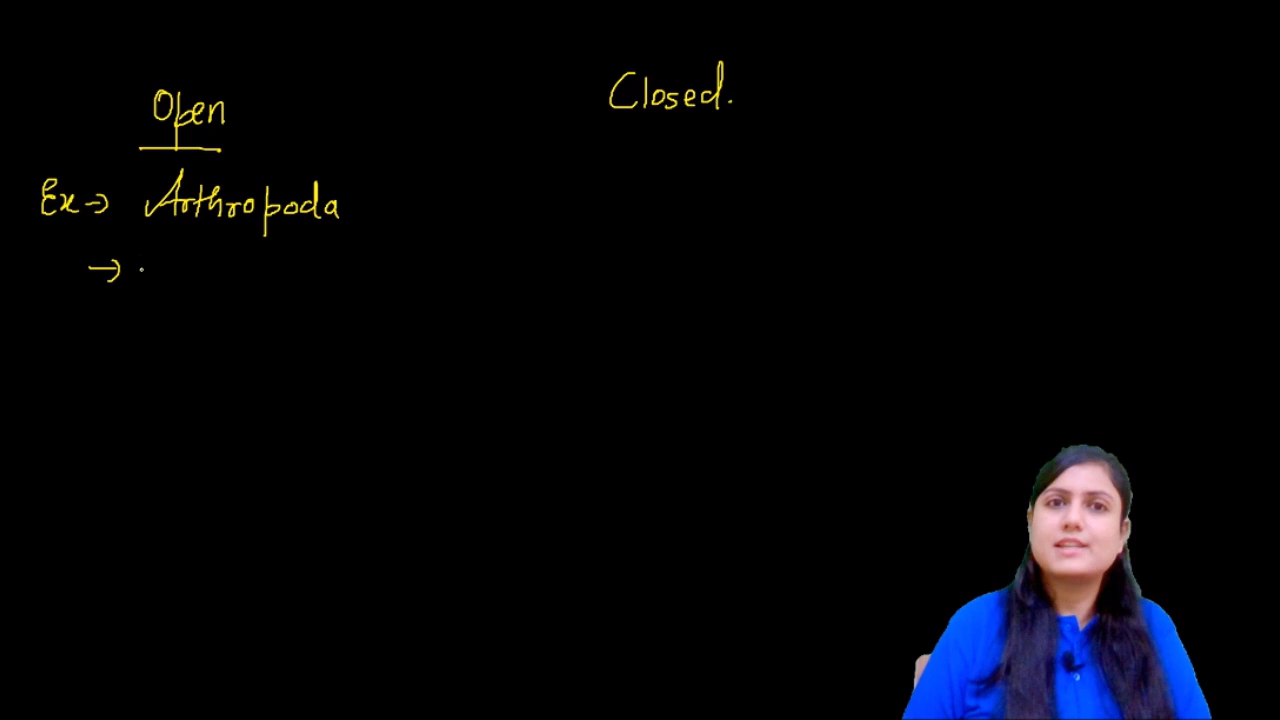 Open
Closed.
Ex → Arthropoda
→